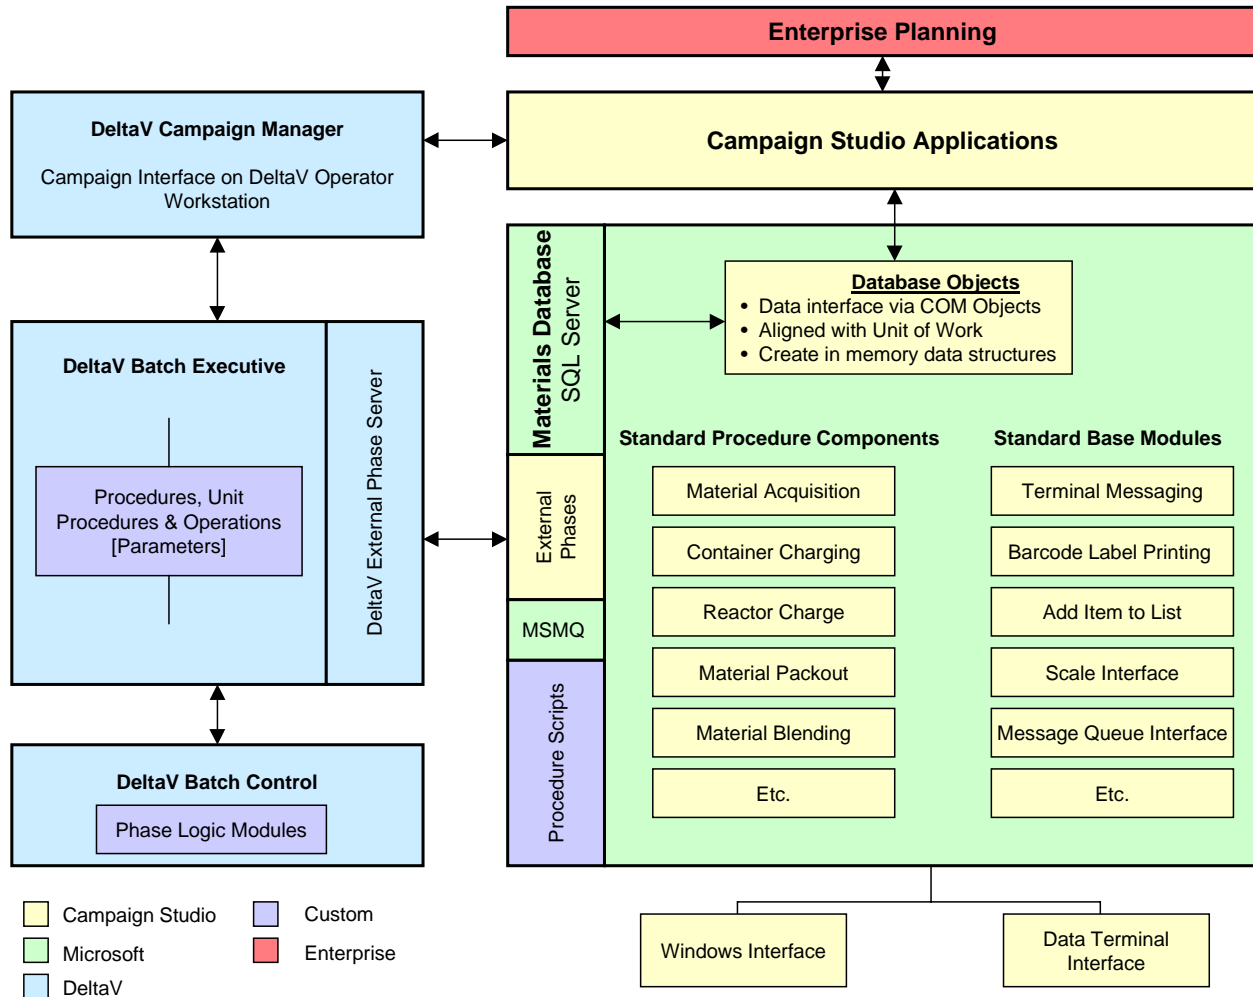 Enterprise Planning
DeltaV Campaign Manager
Campaign Interface on DeltaV Operator
Workstation
Campaign Studio Applications
Materials Database
SQL Server
Database Objects
• Data interface via COM Objects
• Aligned with Unit of Work
• Create in memory data structures
DeltaV Batch Executive
Procedures, Unit
Procedures & Operations
[Parameters]
DeltaV External Phase Server
External
Phases
MSMQ
Procedure Scripts
Standard Procedure Components
Material Acquisition
Container Charging
Reactor Charge
Material Packout
Material Blending
Etc.
Standard Base Modules
Terminal Messaging
Barcode Label Printing
Add Item to List
Scale Interface
Message Queue Interface
Etc.
DeltaV Batch Control
Phase Logic Modules
Campaign Studio
Microsoft
DeltaV
Custom
Enterprise
Windows Interface
Data Terminal
Interface